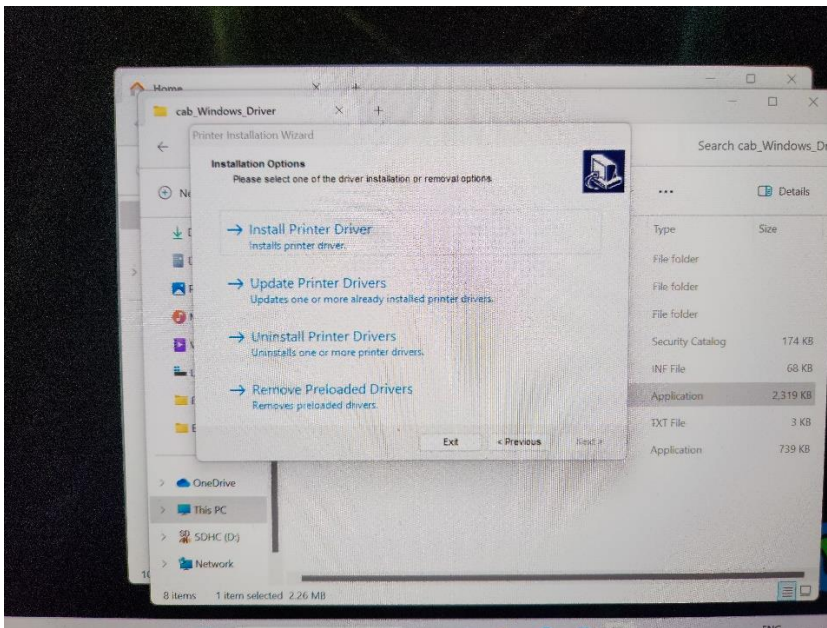 Home
cab_Windows_Driver
Search cab_Windows_Dr
Printer Installation Wizard
Installation Options
Please select one of the driver installation or removal options.
Details
Install Printer Driver
Installs printer driver.
Update Printer Drivers
Updates one or more already installed printer drivers.
Uninstall Printer Drivers
Uninstalls one or more printer drivers.
Remove Preloaded Drivers
Removes preloaded drivers.
Exit
< Previous
Next >
Type Size
File folder
File folder
File folder
Security Catalog 174 KB
INF File 68 KB
Application 2,319 KB
TXT File 3 KB
Application 739 KB
OneDrive
This PC
SDHC (D:)
Network
8 items 1 item selected 2.26 MB